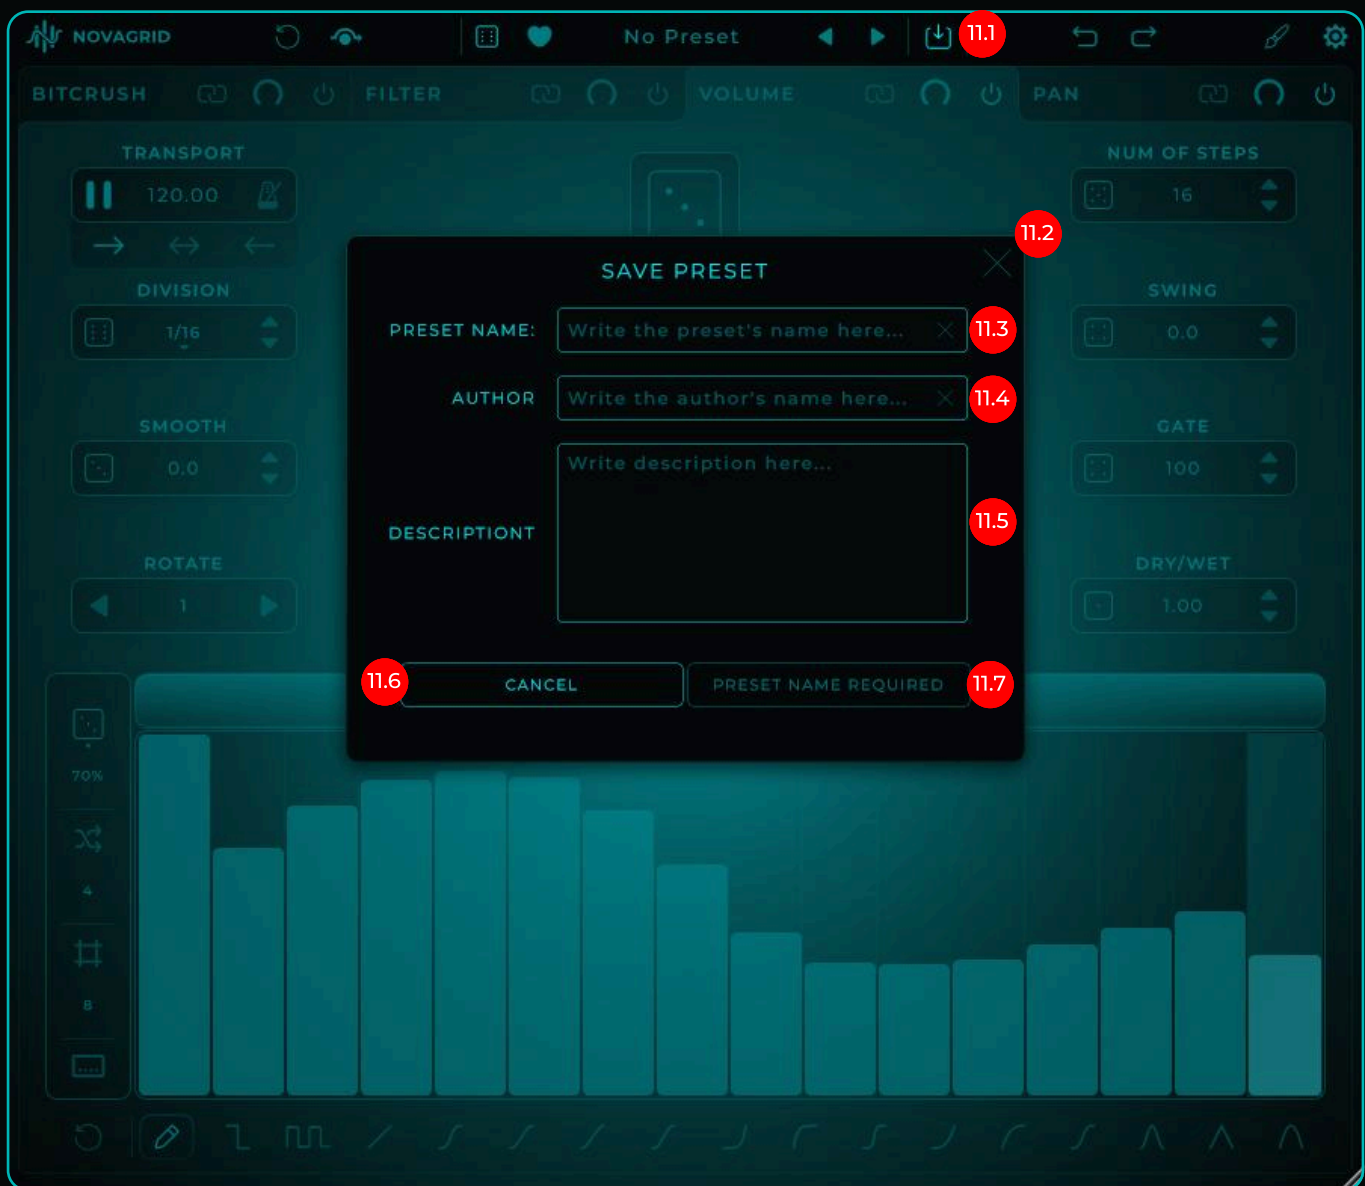 NOVAGRID
No Preset
11.1
BITCRUSH
FILTER
VOLUME
PAN
TRANSPORT
120.00
NUM OF STEPS
16
11.2
SAVE PRESET
DIVISION
1/16
SWING
0.0
PRESET NAME:
Write the preset's name here...
11.3
AUTHOR
Write the author's name here...
11.4
SMOOTH
0.0
GATE
100
DESCRIPTIONT
Write description here...
11.5
ROTATE
1
DRY/WET
1.00
11.6
CANCEL
PRESET NAME REQUIRED
11.7
70%
4
8